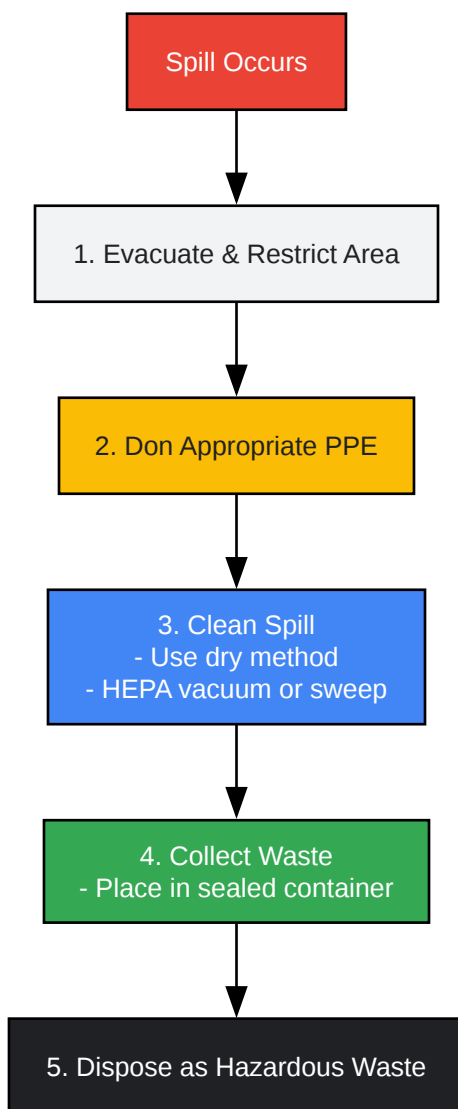 Spill Occurs
1. Evacuate & Restrict Area
2. Don Appropriate PPE
3. Clean Spill
- Use dry method
- HEPA vacuum or sweep
4. Collect Waste
- Place in sealed container
5. Dispose as Hazardous Waste